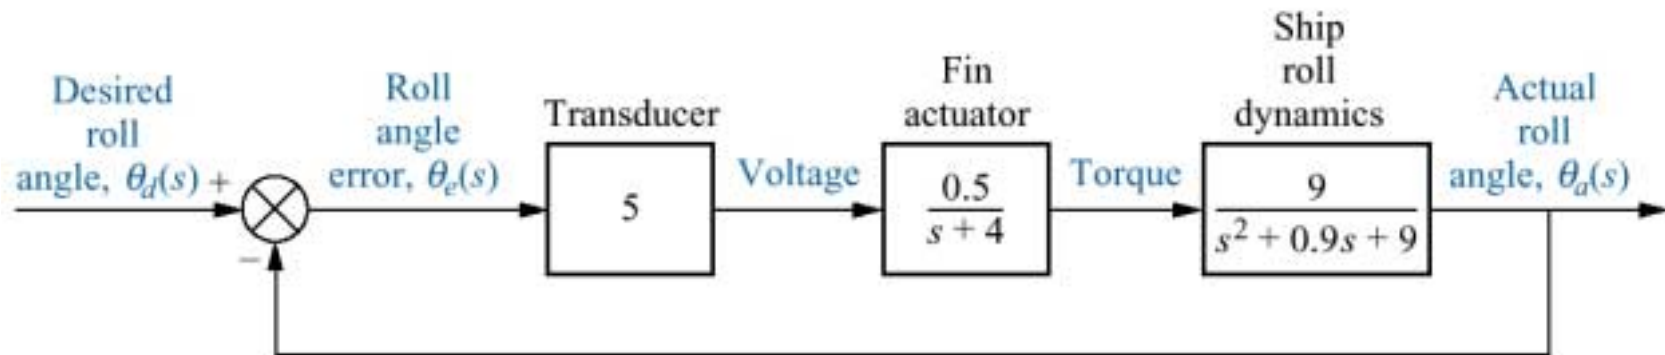 Desired
roll
angle, θd(s)
+
−
Roll
angle
error, θe(s)
Transducer
5
Voltage
Fin
actuator
0.5
s + 4
Torque
Ship
roll
dynamics
9
s² + 0.9s + 9
Actual
roll
angle, θa(s)